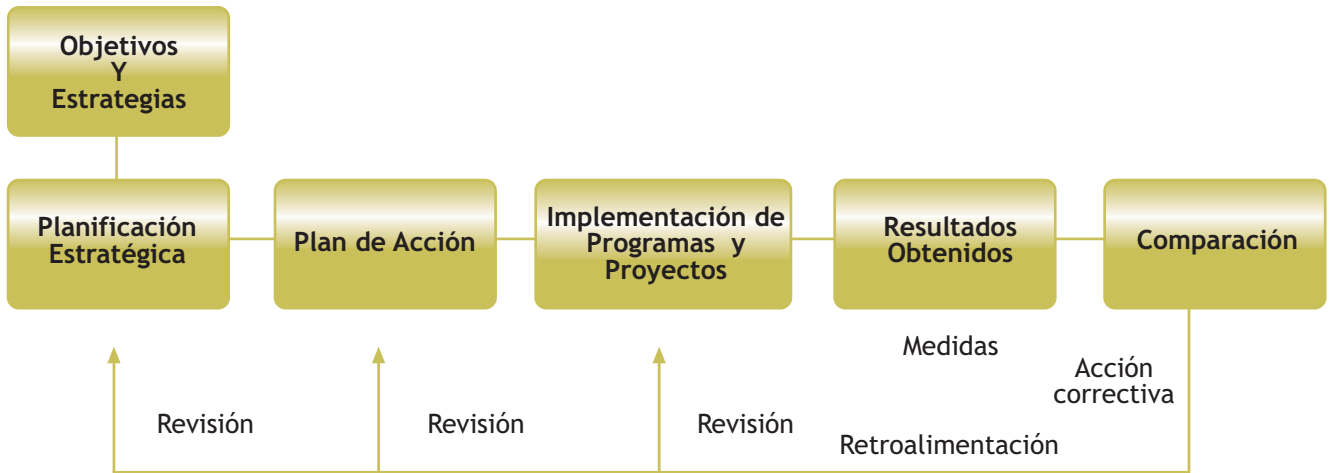 Objetivos
Y
Estrategias
Planificación
Estratégica
Plan de Acción
Implementación de
Programas y
Proyectos
Resultados
Obtenidos
Comparación
Medidas
Acción
correctiva
Revisión
Revisión
Revisión
Retroalimentación